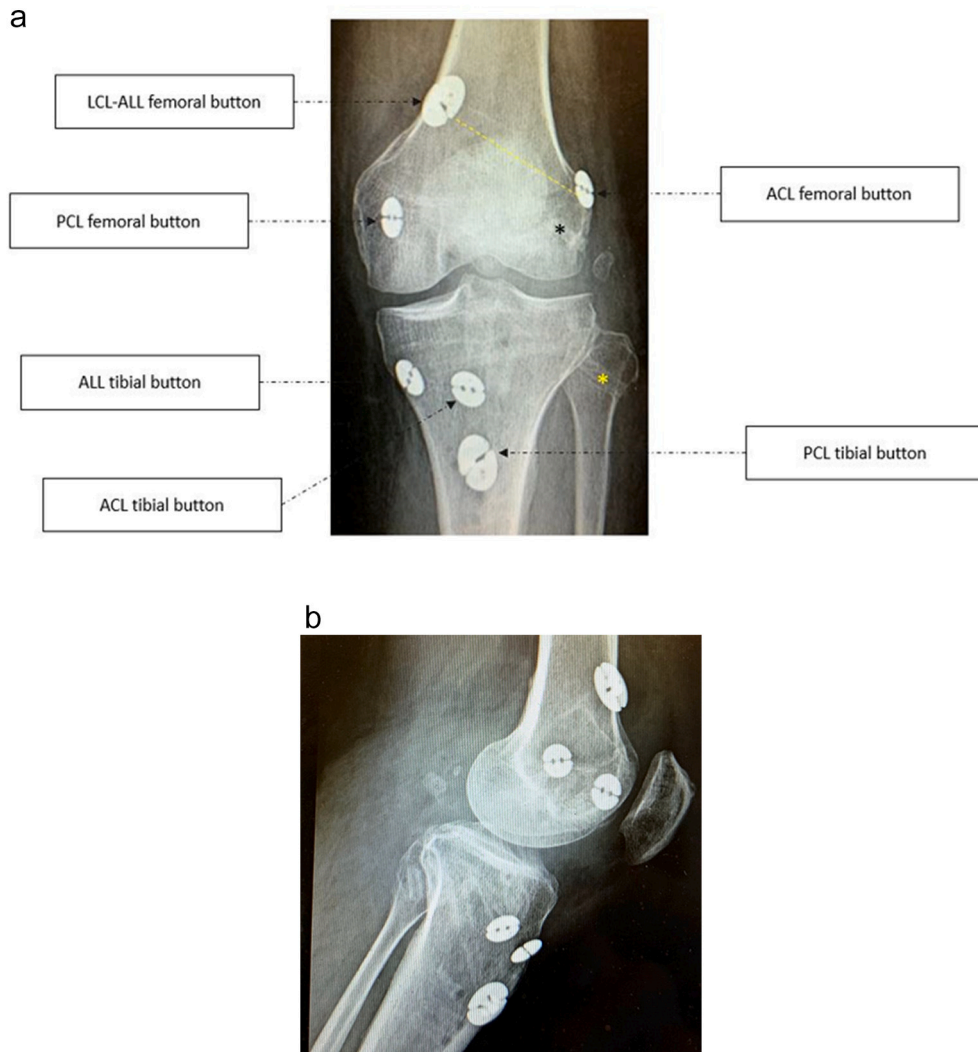 a
LCL-ALL femoral button
ACL femoral button
PCL femoral button
ALL tibial button
PCL tibial button
ACL tibial button
b